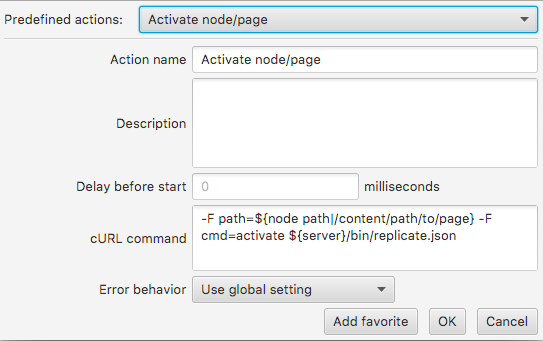 Predefined actions: Activate node/page
Action name Activate node/page
Description
Delay before start 0 milliseconds
cURL command -F path=${node path|/content/path/to/page} -F
cmd=activate ${server}/bin/replicate.json
Error behavior Use global setting
Add favorite OK Cancel